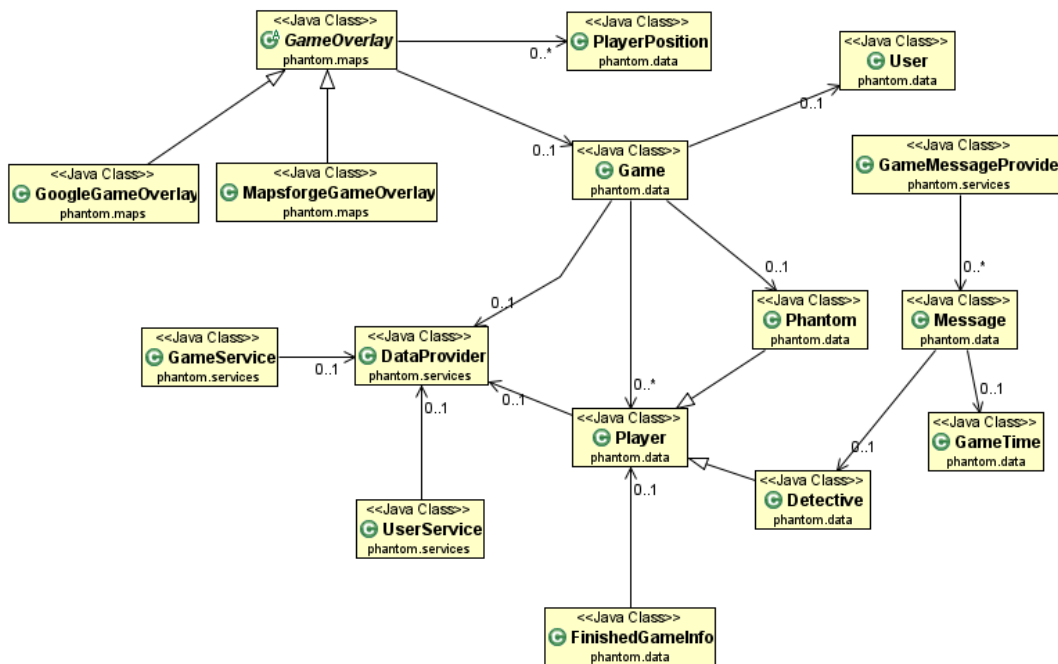 <<Java Class>>
GameOverlay
phantom.maps
0..*
<<Java Class>>
PlayerPosition
phantom.data
<<Java Class>>
User
phantom.data
0..1
0..1
<<Java Class>>
Game
phantom.data
<<Java Class>>
GameMessageProvide
phantom.services
<<Java Class>>
GoogleGameOverlay
phantom.maps
<<Java Class>>
MapsforgeGameOverlay
phantom.maps
0..1
0..1
0..*
<<Java Class>>
Phantom
phantom.data
<<Java Class>>
Message
phantom.data
<<Java Class>>
GameService
phantom.services
0..1
<<Java Class>>
DataProvider
phantom.services
0..1
0..1
0..*
0..1
<<Java Class>>
Player
phantom.data
<<Java Class>>
GameTime
phantom.data
0..1
<<Java Class>>
Detective
phantom.data
0..1
<<Java Class>>
UserService
phantom.services
<<Java Class>>
FinishedGameInfo
phantom.data